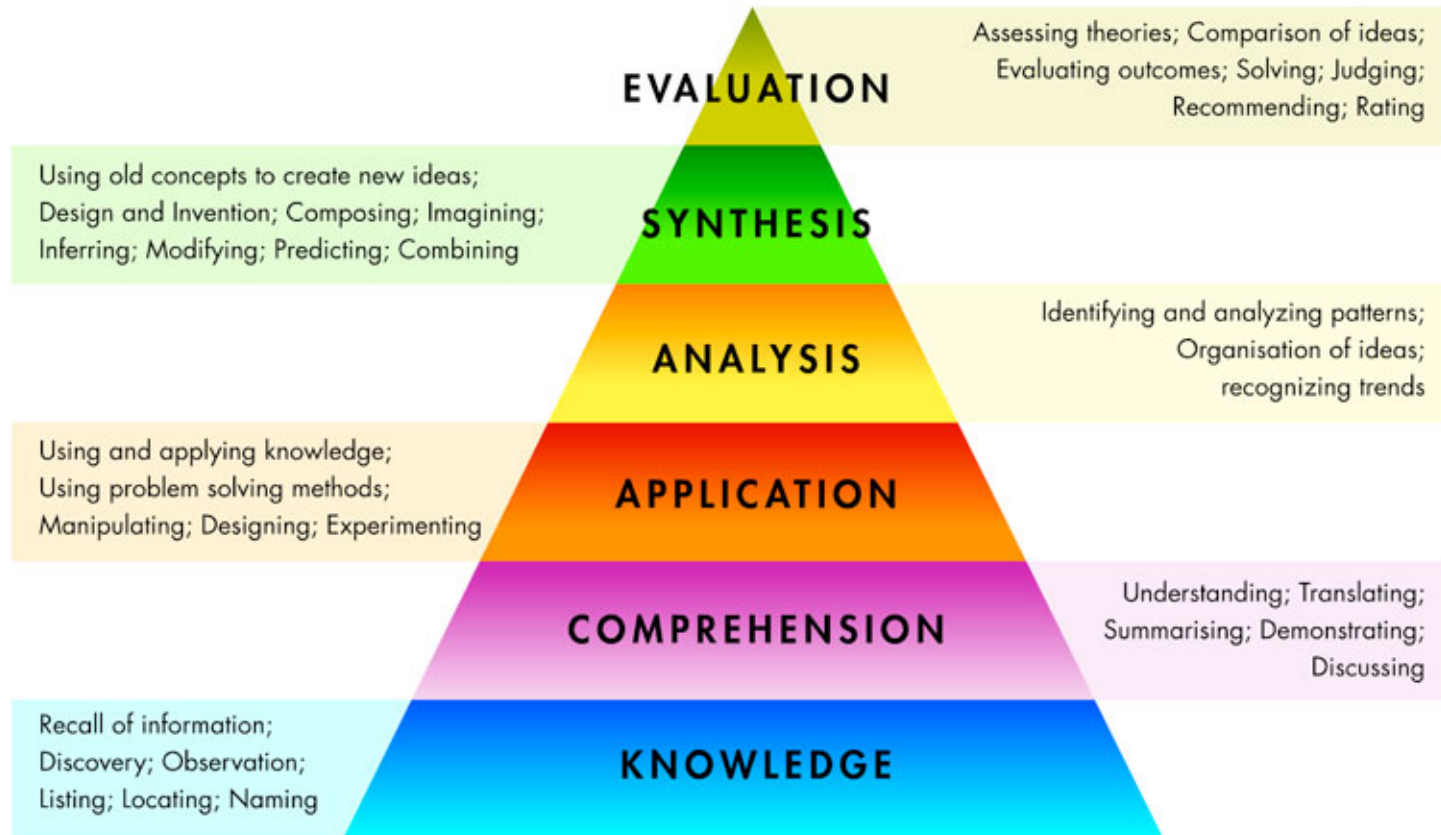 EVALUATION
Assessing theories; Comparison of ideas;
Evaluating outcomes; Solving; Judging;
Recommending; Rating
Using old concepts to create new ideas;
Design and Invention; Composing; Imagining;
Inferring; Modifying; Predicting; Combining
SYNTHESIS
ANALYSIS
Identifying and analyzing patterns;
Organisation of ideas;
recognizing trends
Using and applying knowledge;
Using problem solving methods;
Manipulating; Designing; Experimenting
APPLICATION
COMPREHENSION
Understanding; Translating;
Summarising; Demonstrating;
Discussing
Recall of information;
Discovery; Observation;
Listing; Locating; Naming
KNOWLEDGE